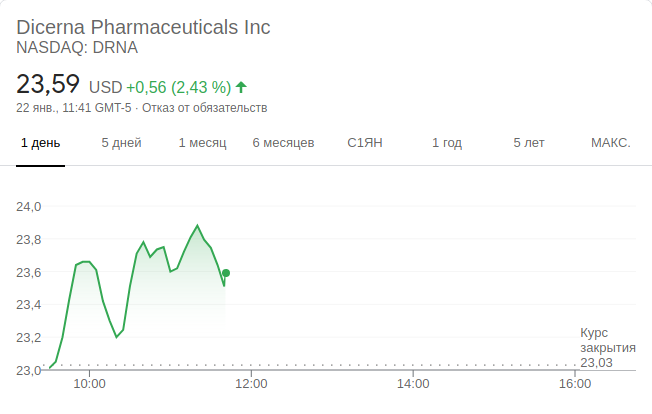 Dicerna Pharmaceuticals Inc
NASDAQ: DRNA
23,59 USD +0,56 (2,43 %)
22 янв., 11:41 GMT-5 · Отказ от обязательств
1 день 5 дней 1 месяц 6 месяцев С1ЯН 1 год 5 лет МАКС.
24,0
23,8
23,6
23,4
23,2
23,0
Курс
закрытия
23,03
10:00 12:00 14:00 16:00